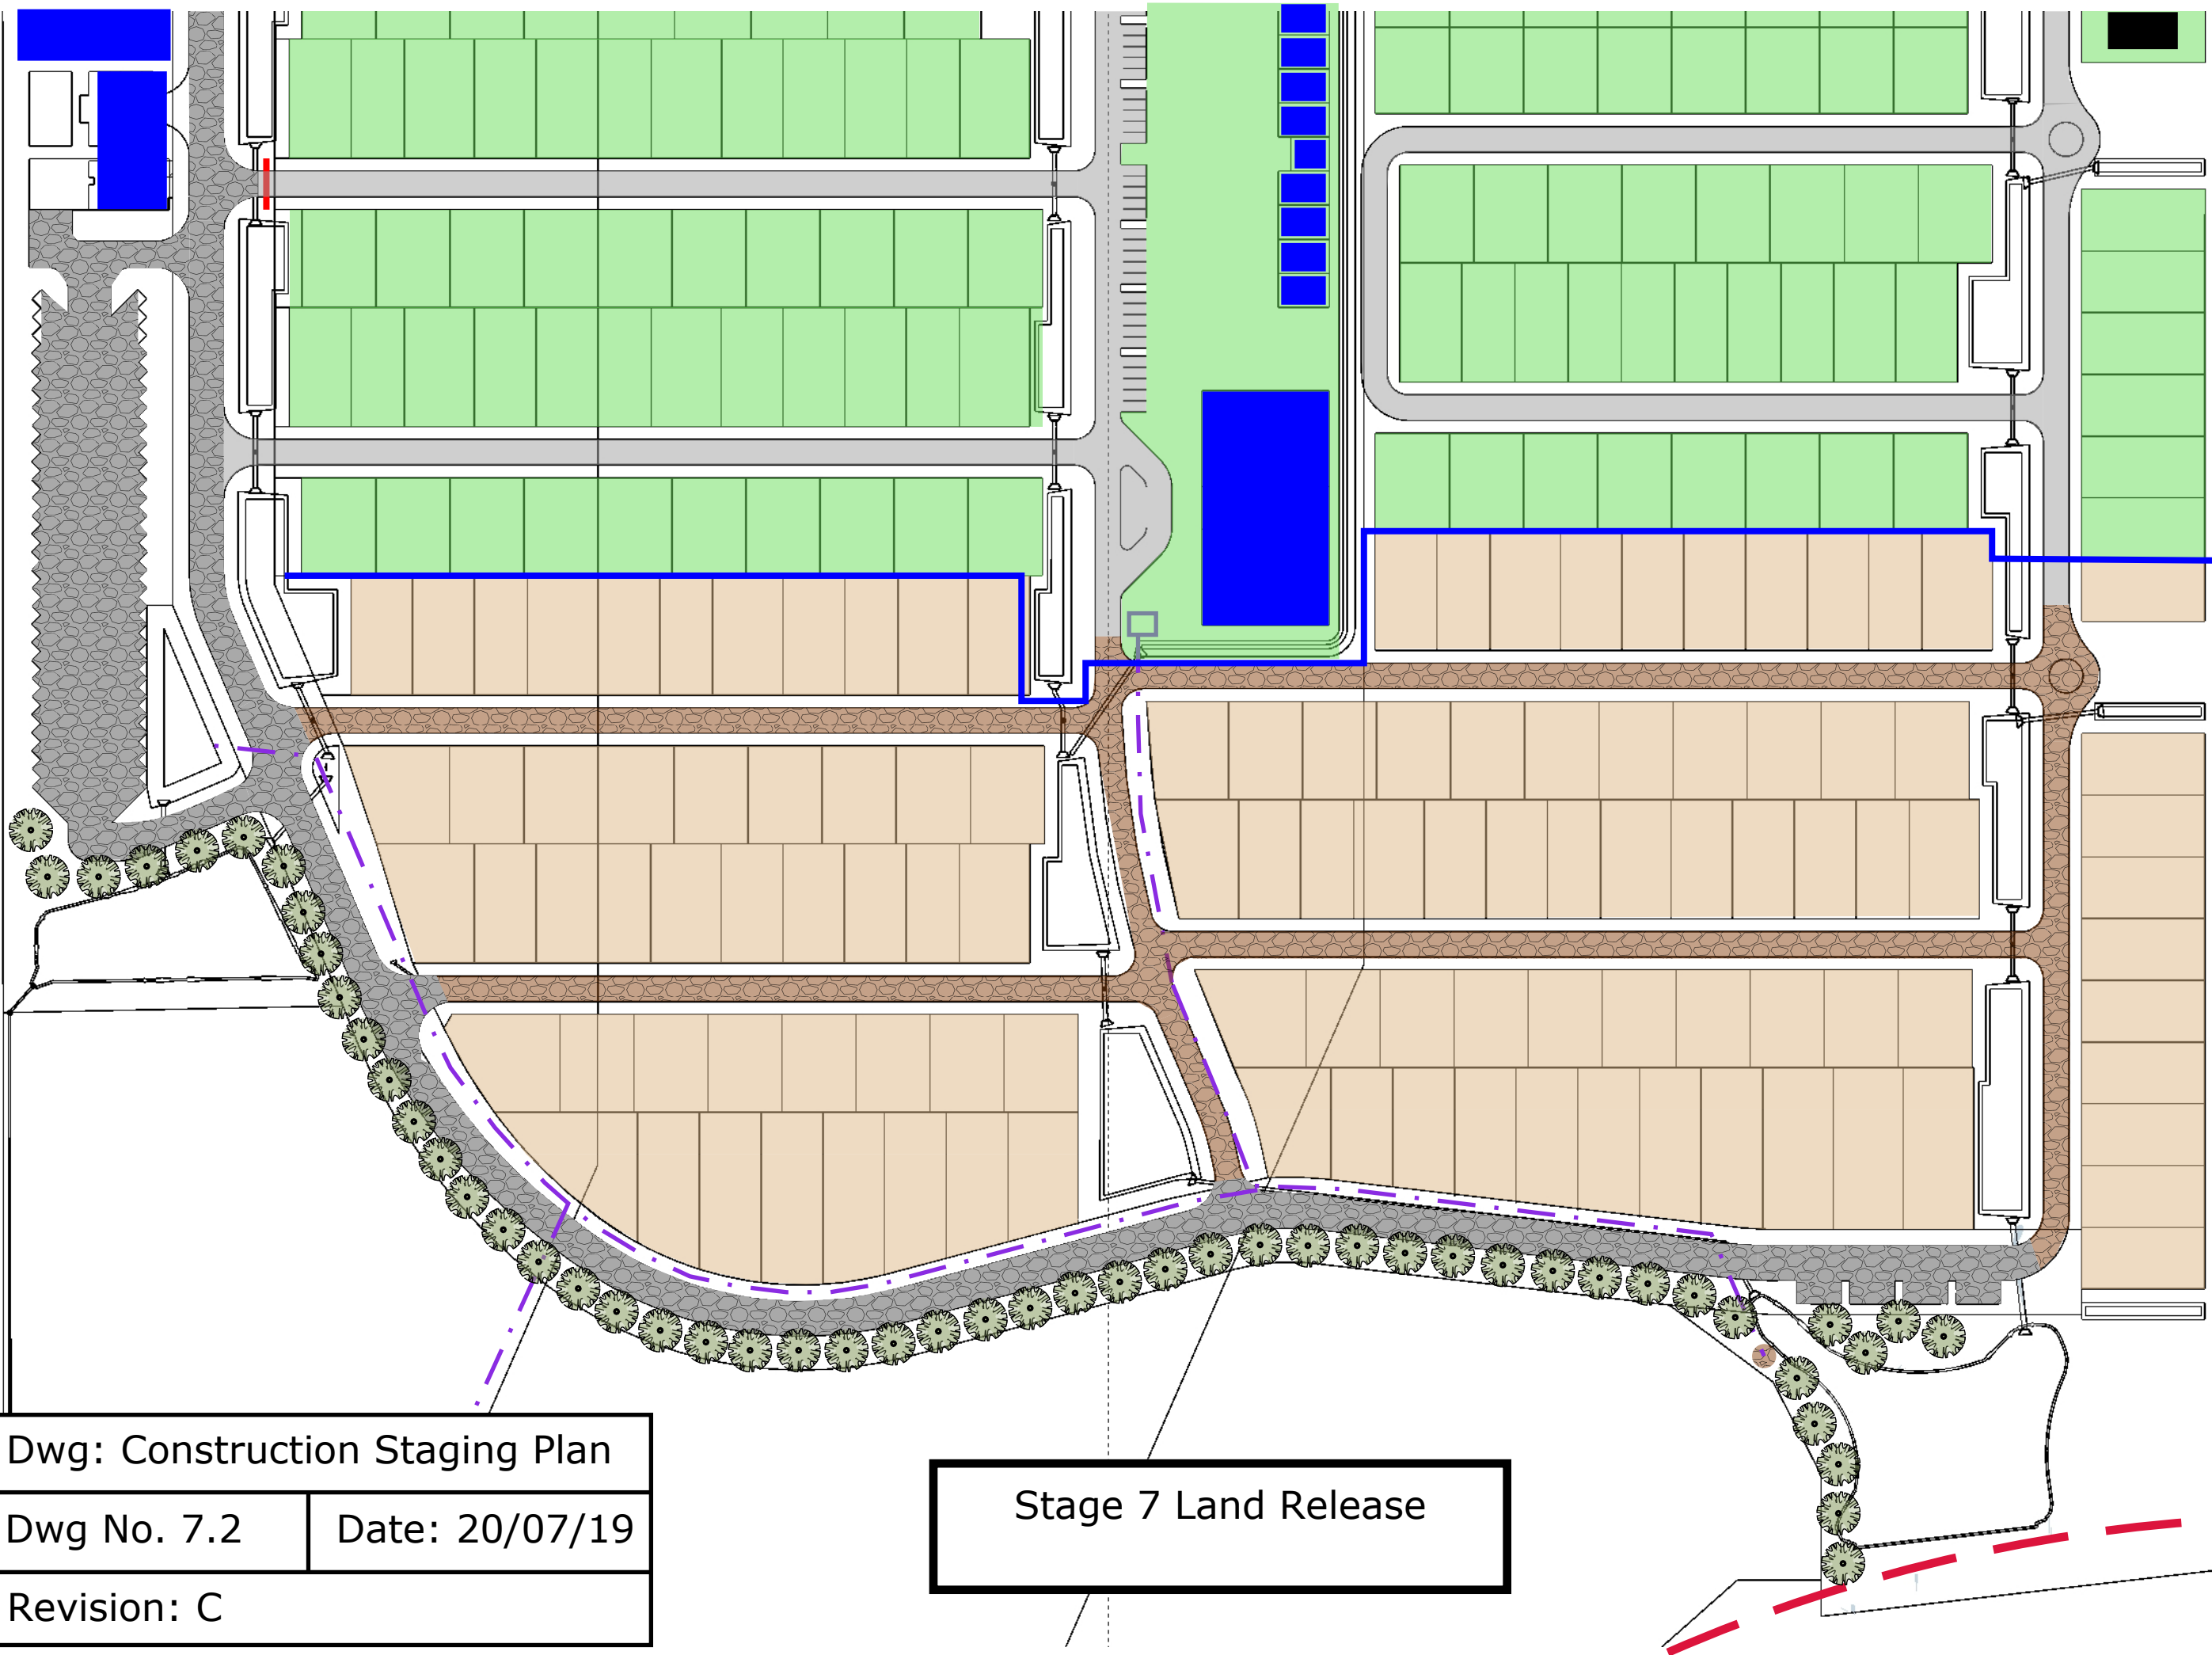 Dwg: Construction Staging Plan
Dwg No. 7.2
Date: 20/07/19
Revision: C
Stage 7 Land Release